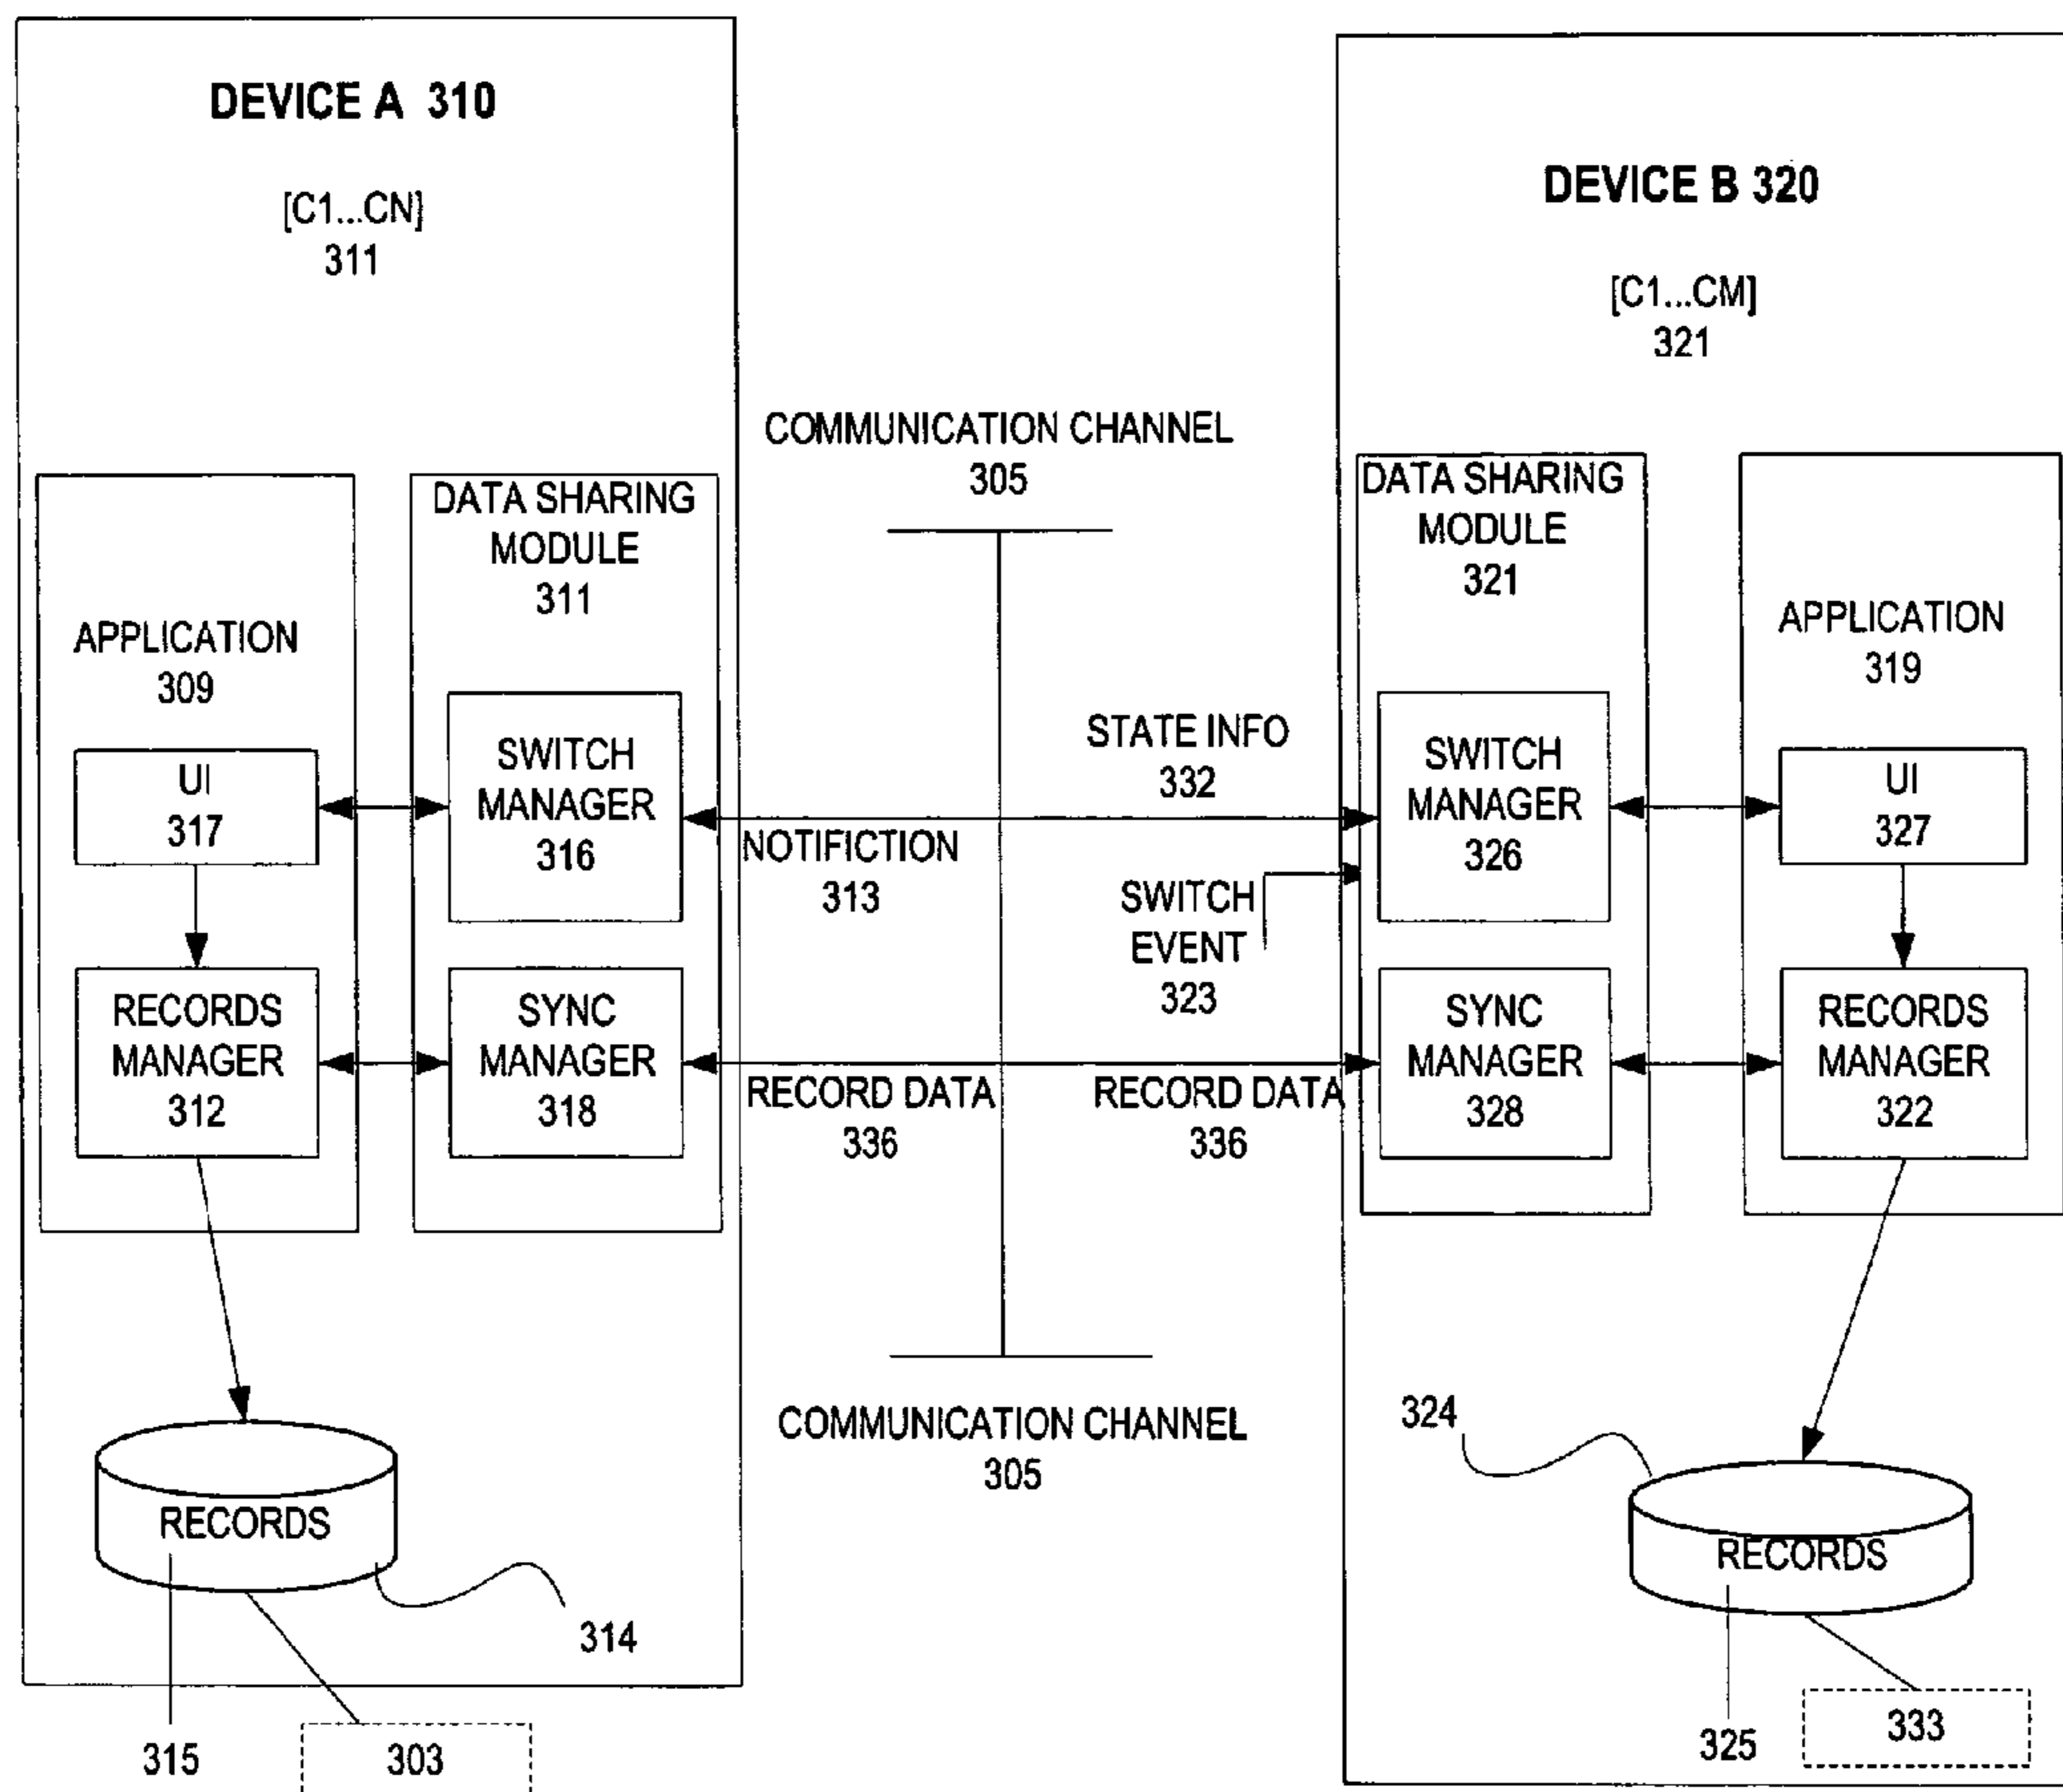 DEVICE A 310
[C1...CN]
311
APPLICATION
309
UI
317
RECORDS
MANAGER
312
DATA SHARING
MODULE
311
SWITCH
MANAGER
316
SYNC
MANAGER
318
RECORDS
314
315
303
COMMUNICATION CHANNEL
305
STATE INFO
332
NOTIFICTION
313
SWITCH
EVENT
323
RECORD DATA
336
RECORD DATA
336
COMMUNICATION CHANNEL
305
DEVICE B 320
[C1...CM]
321
DATA SHARING
MODULE
321
SWITCH
MANAGER
326
SYNC
MANAGER
328
APPLICATION
319
UI
327
RECORDS
MANAGER
322
324
RECORDS
325
333